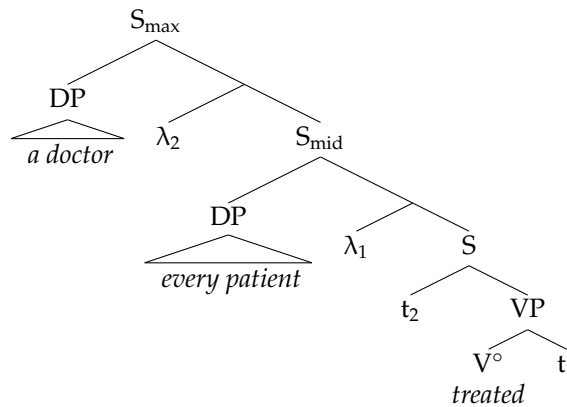 S_max
DP
a doctor
λ₂
S_mid
DP
every patient
λ₁
S
t₂
VP
V° t
treated